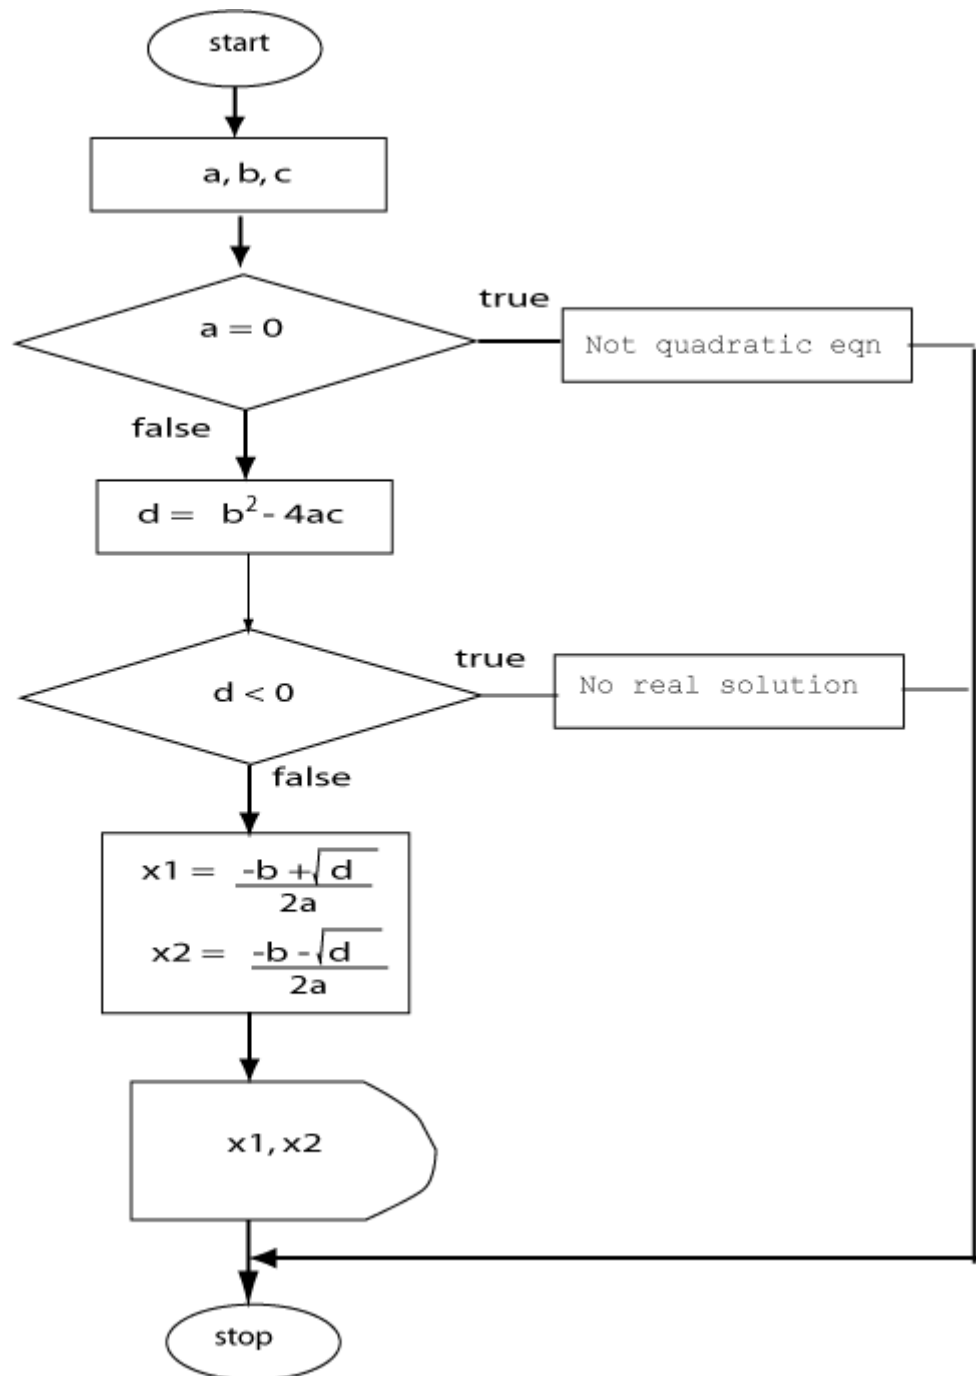 start
a, b, c
a = 0
true
Not quadratic eqn
false
d = b² - 4ac
d < 0
true
No real solution
false
x1 = -b + √d
2a
x2 = -b - √d
2a
x1, x2
stop